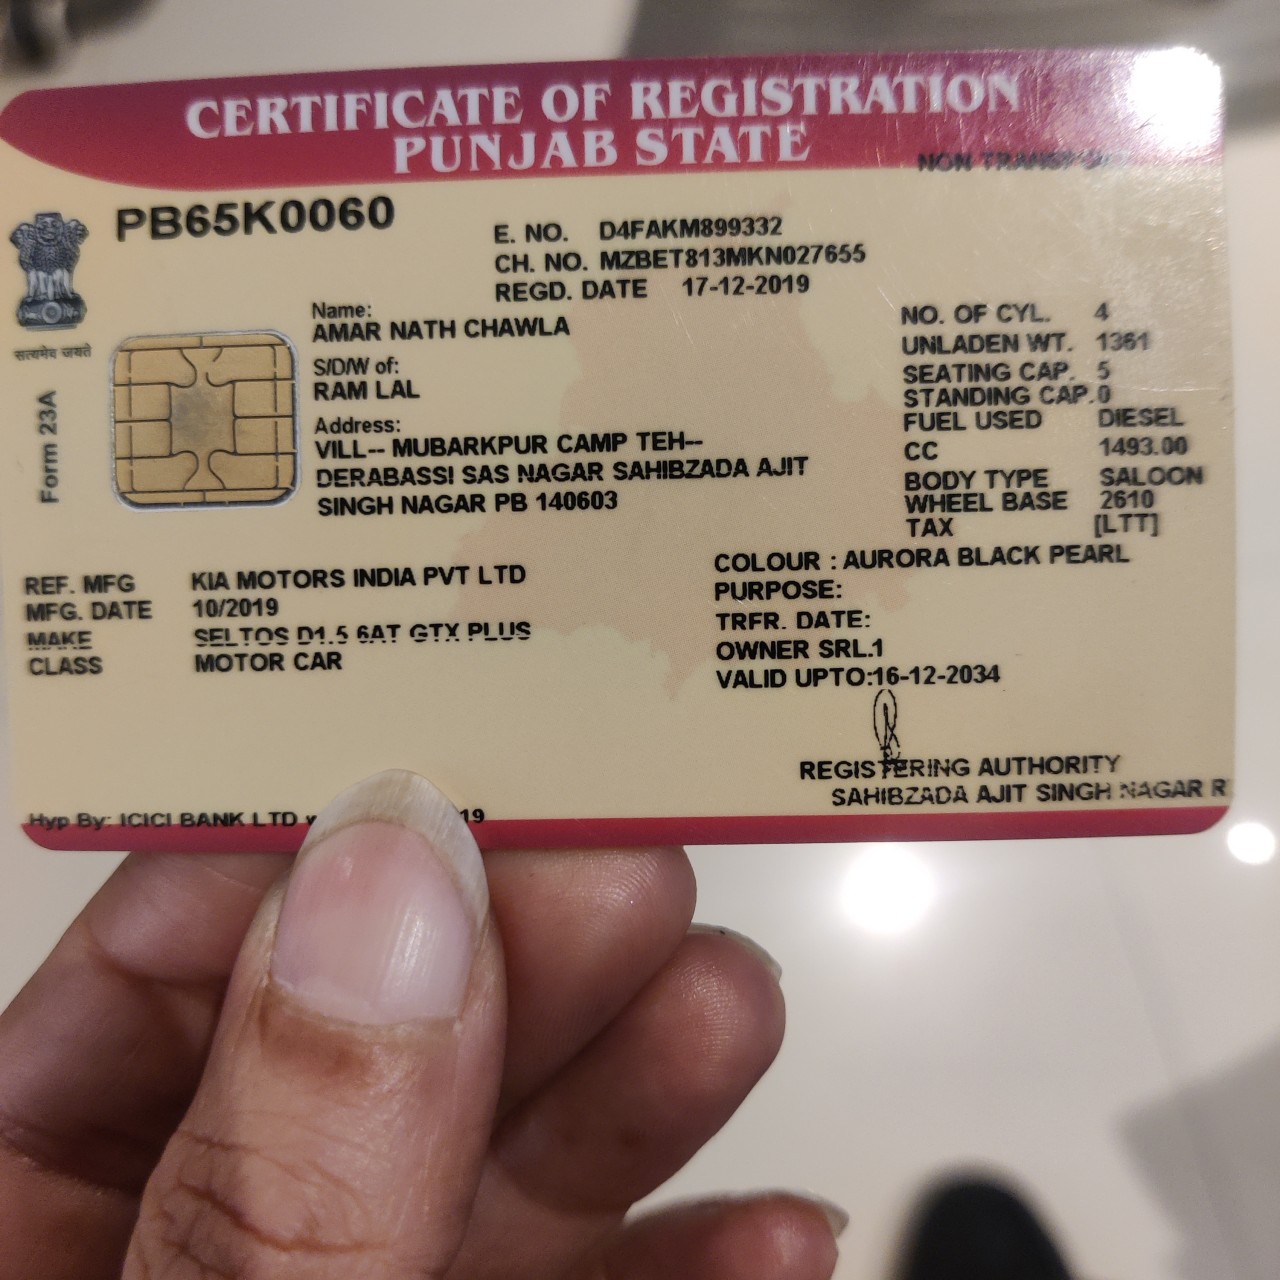 CERTIFICATE OF REGISTRATION
PUNJAB STATE
NON TRANSPORT
PB65K0060
E. NO. D4FAKM899332
CH. NO. MZBET813MKN027655
REGD. DATE 17-12-2019
सत्यमेव जयते
Form 23A
Name:
AMAR NATH CHAWLA
S/D/W of:
RAM LAL
Address:
VILL-- MUBARKPUR CAMP TEH--
DERABASSI SAS NAGAR SAHIBZADA AJIT
SINGH NAGAR PB 140603
NO. OF CYL. 4
UNLADEN WT. 1361
SEATING CAP. 5
STANDING CAP.0
FUEL USED DIESEL
CC 1493.00
BODY TYPE SALOON
WHEEL BASE 2610
TAX [LTT]
REF. MFG KIA MOTORS INDIA PVT LTD
MFG. DATE 10/2019
MAKE SELTOS D1.5 6AT GTX PLUS
CLASS MOTOR CAR
COLOUR : AURORA BLACK PEARL
PURPOSE:
TRFR. DATE:
OWNER SRL.1
VALID UPTO:16-12-2034
REGISTERING AUTHORITY
SAHIBZADA AJIT SINGH NAGAR R
Hyp By: ICICI BANK LTD 19